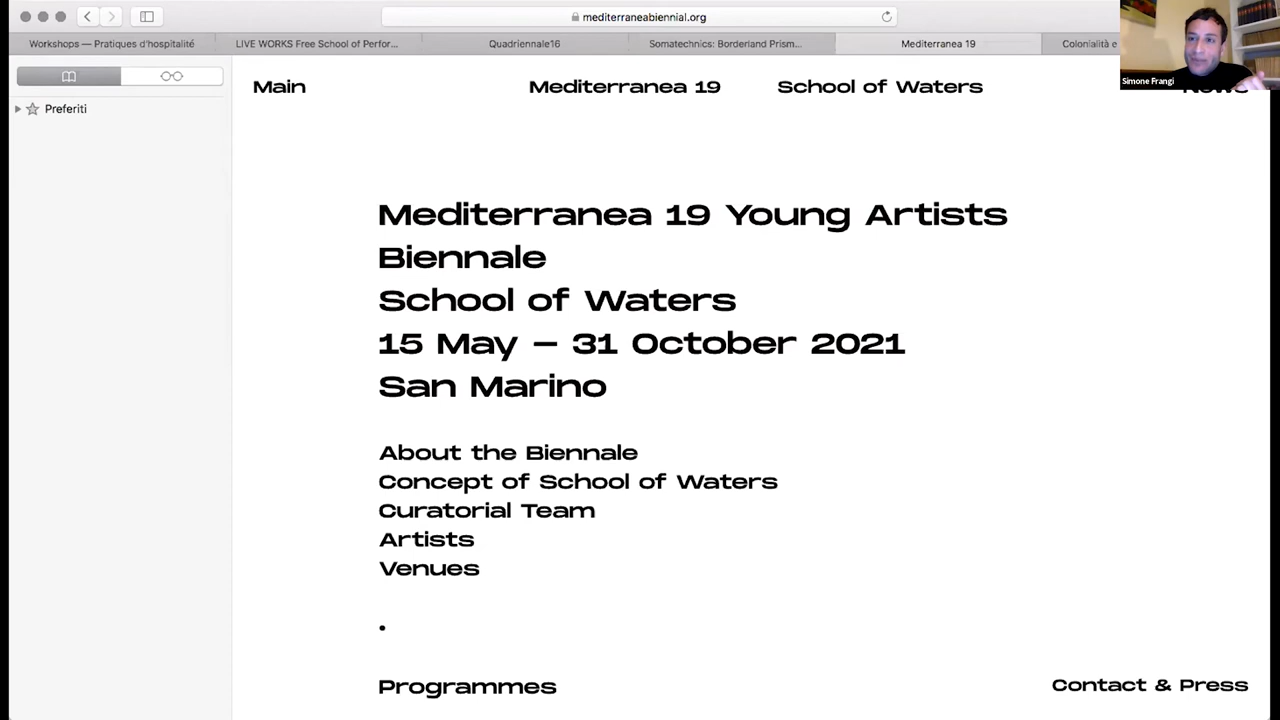 mediterraneabiennial.org
Workshops — Pratiques d'hospitalité
LIVE WORKS Free School of Perfor...
Quadriennale16
Somatechnics: Borderland Prism...
Mediterranea 19
Colonialità e
Simone Frangi
Preferiti
Main
Mediterranea 19
School of Waters
News
Mediterranea 19 Young Artists
Biennale
School of Waters
15 May – 31 October 2021
San Marino
About the Biennale
Concept of School of Waters
Curatorial Team
Artists
Venues
•
Programmes
Contact & Press